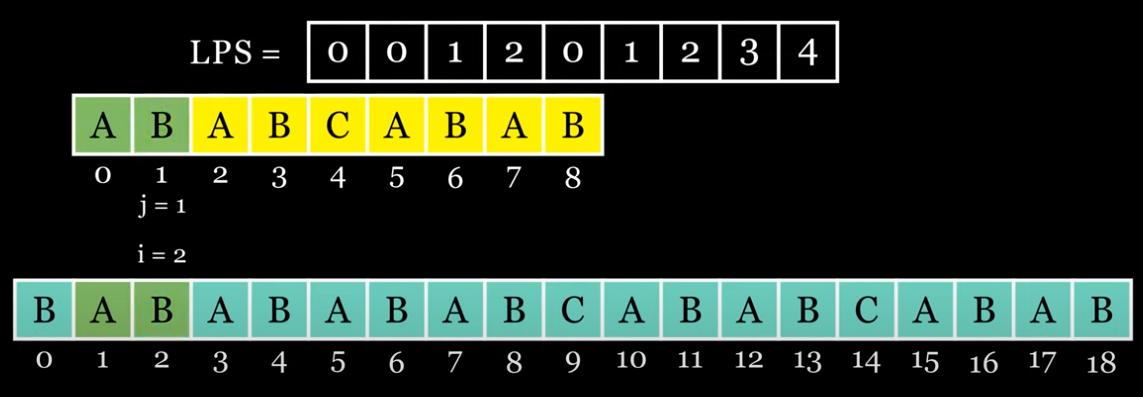 LPS = 0 0 1 2 0 1 2 3 4
A B A B C A B A B
0 1 2 3 4 5 6 7 8
j = 1
i = 2
B A B A B A B A B C A B A B C A B A B
0 1 2 3 4 5 6 7 8 9 10 11 12 13 14 15 16 17 18